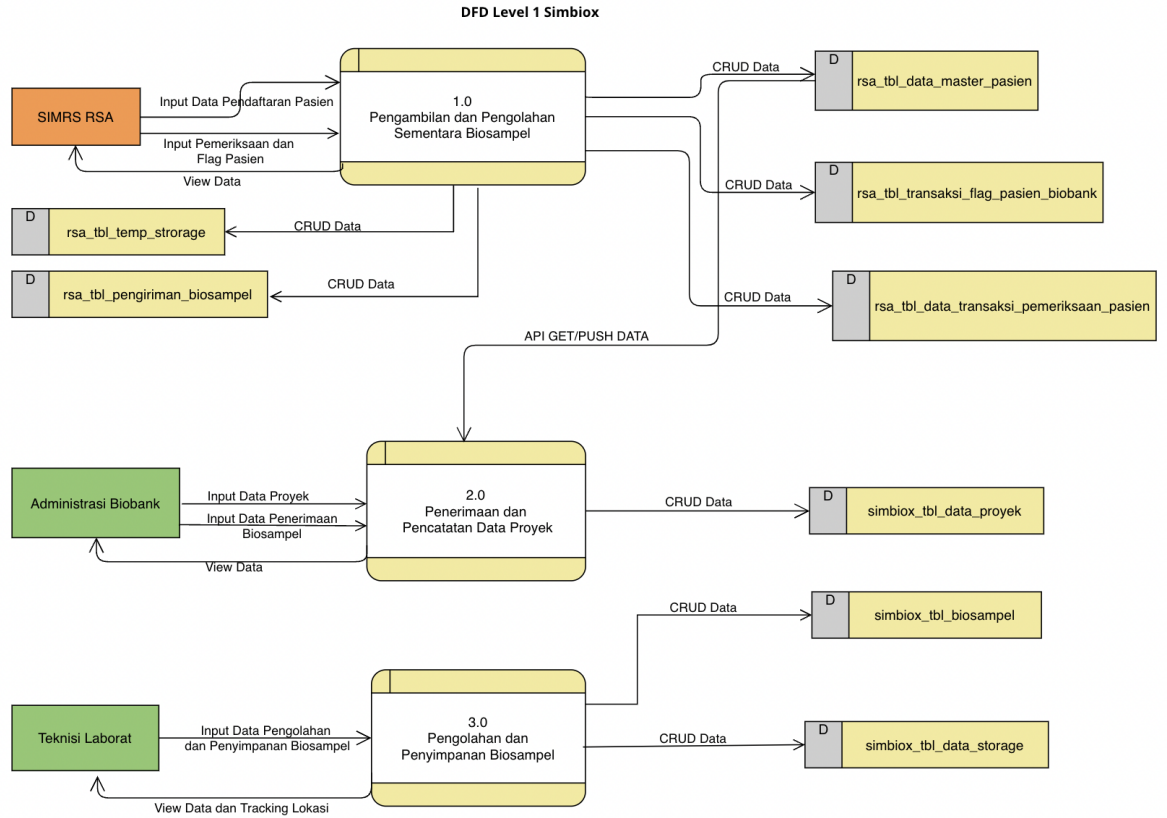 DFD Level 1 Simbiox
SIMRS RSA
Input Data Pendaftaran Pasien
Input Pemeriksaan dan
Flag Pasien
View Data
1.0
Pengambilan dan Pengolahan
Sementara Biosampel
CRUD Data
D
rsa_tbl_data_master_pasien
CRUD Data
D
rsa_tbl_transaksi_flag_pasien_biobank
D
rsa_tbl_temp_strorage
CRUD Data
D
rsa_tbl_pengiriman_biosampel
CRUD Data
CRUD Data
D
rsa_tbl_data_transaksi_pemeriksaan_pasien
API GET/PUSH DATA
Administrasi Biobank
Input Data Proyek
Input Data Penerimaan
Biosampel
View Data
2.0
Penerimaan dan
Pencatatan Data Proyek
CRUD Data
D
simbiox_tbl_data_proyek
CRUD Data
D
simbiox_tbl_biosampel
Teknisi Laborat
Input Data Pengolahan
dan Penyimpanan Biosampel
View Data dan Tracking Lokasi
3.0
Pengolahan dan
Penyimpanan Biosampel
CRUD Data
D
simbiox_tbl_data_storage